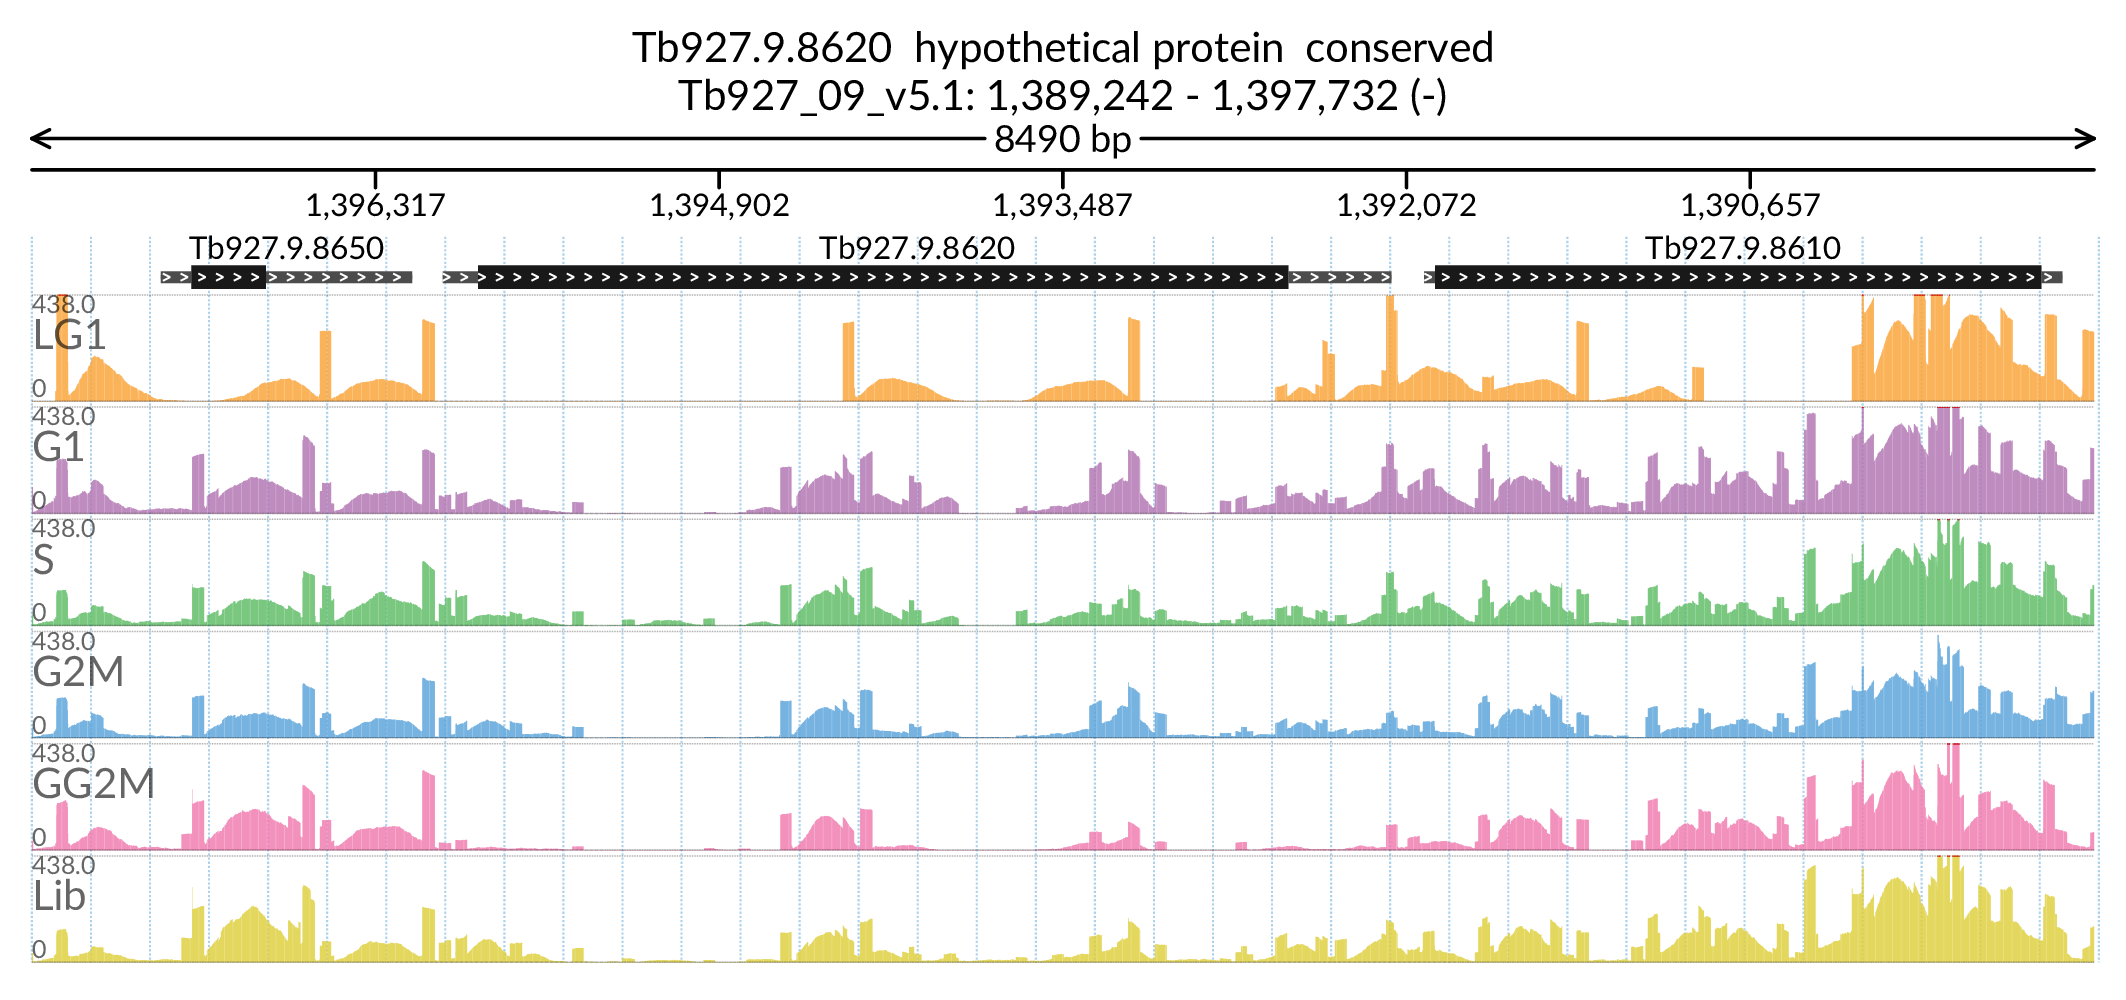 Tb927.9.8620  hypothetical protein  conserved
Tb927_09_v5.1: 1,389,242 - 1,397,732 (-)
8490 bp
1,396,317 1,394,902 1,393,487 1,392,072 1,390,657
Tb927.9.8650 Tb927.9.8620 Tb927.9.8610
438.0
LG1
0
438.0
G1
0
438.0
S
0
438.0
G2M
0
438.0
GG2M
0
438.0
Lib
0